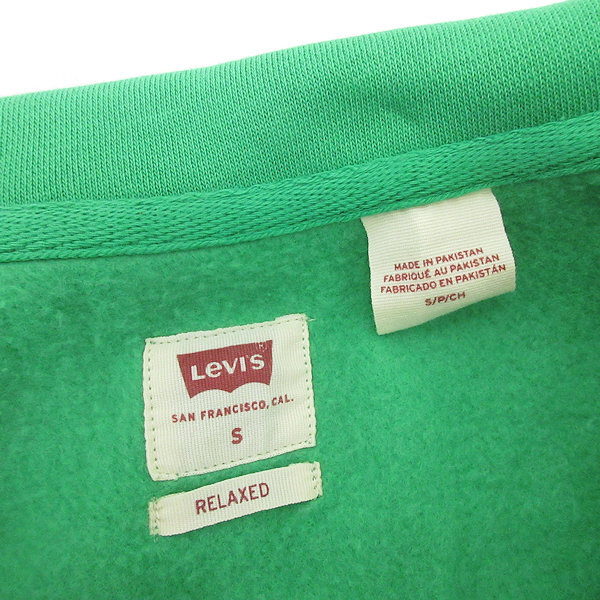 MADE IN PAKISTAN
FABRIQUÉ AU PAKISTAN
FABRICADO EN PAKISTÁN
S/P/CH
LEVI'S®
SAN FRANCISCO, CAL.
S
RELAXED